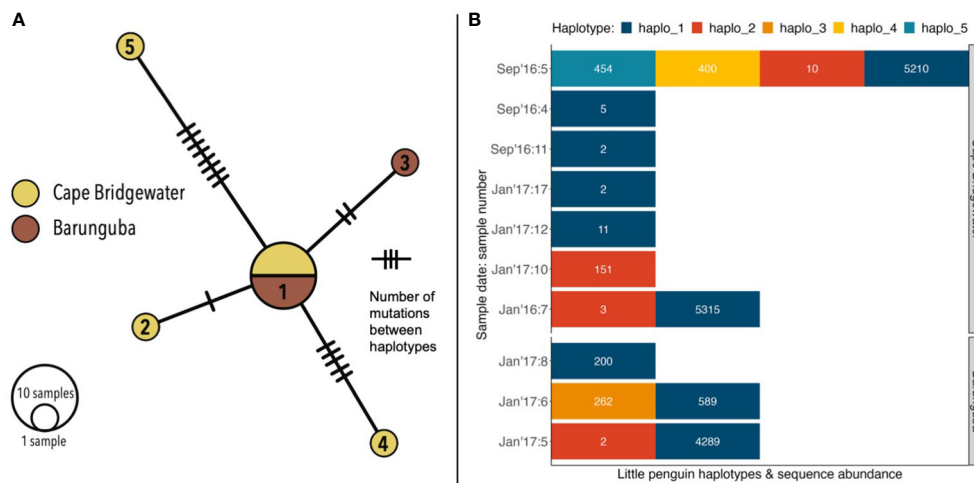 A
5
3
Cape Bridgewater
Barunguba
1
2
Number of
mutations
between
haplotypes
10 samples
1 sample
4
B
Haplotype: haplo_1 haplo_2 haplo_3 haplo_4 haplo_5
Sample date: sample number
Sep'16:5 454 400 10 5210
Sep'16:4 5
Sep'16:11 2
Jan'17:17 2
Jan'17:12 11
Jan'17:10 151
Jan'16:7 3 5315
Jan'17:8 200
Jan'17:6 262 589
Jan'17:5 2 4289
Little penguin haplotypes & sequence abundance